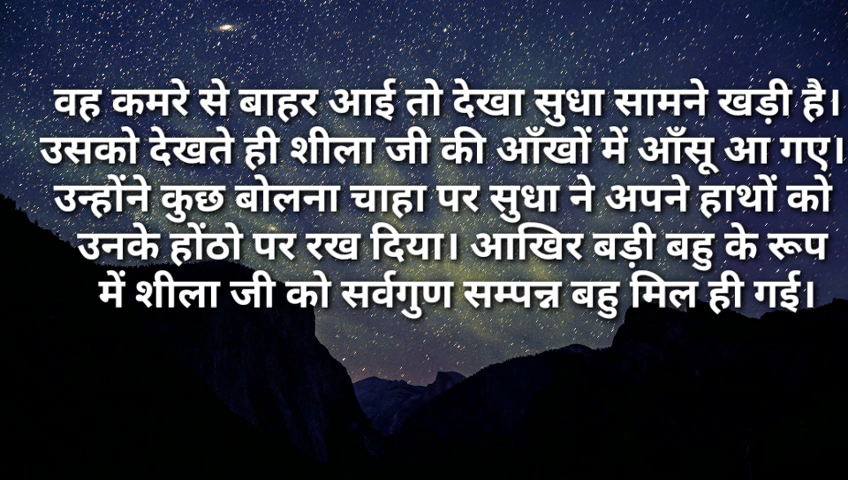 वह कमरे से बाहर आई तो देखा सुधा सामने खड़ी है।
उसको देखते ही शीला जी की आँखों में आँसू आ गए।
उन्होंने कुछ बोलना चाहा पर सुधा ने अपने हाथों को
उनके होंठो पर रख दिया। आखिर बड़ी बहु के रूप
में शीला जी को सर्वगुण सम्पन्न बहु मिल ही गई।